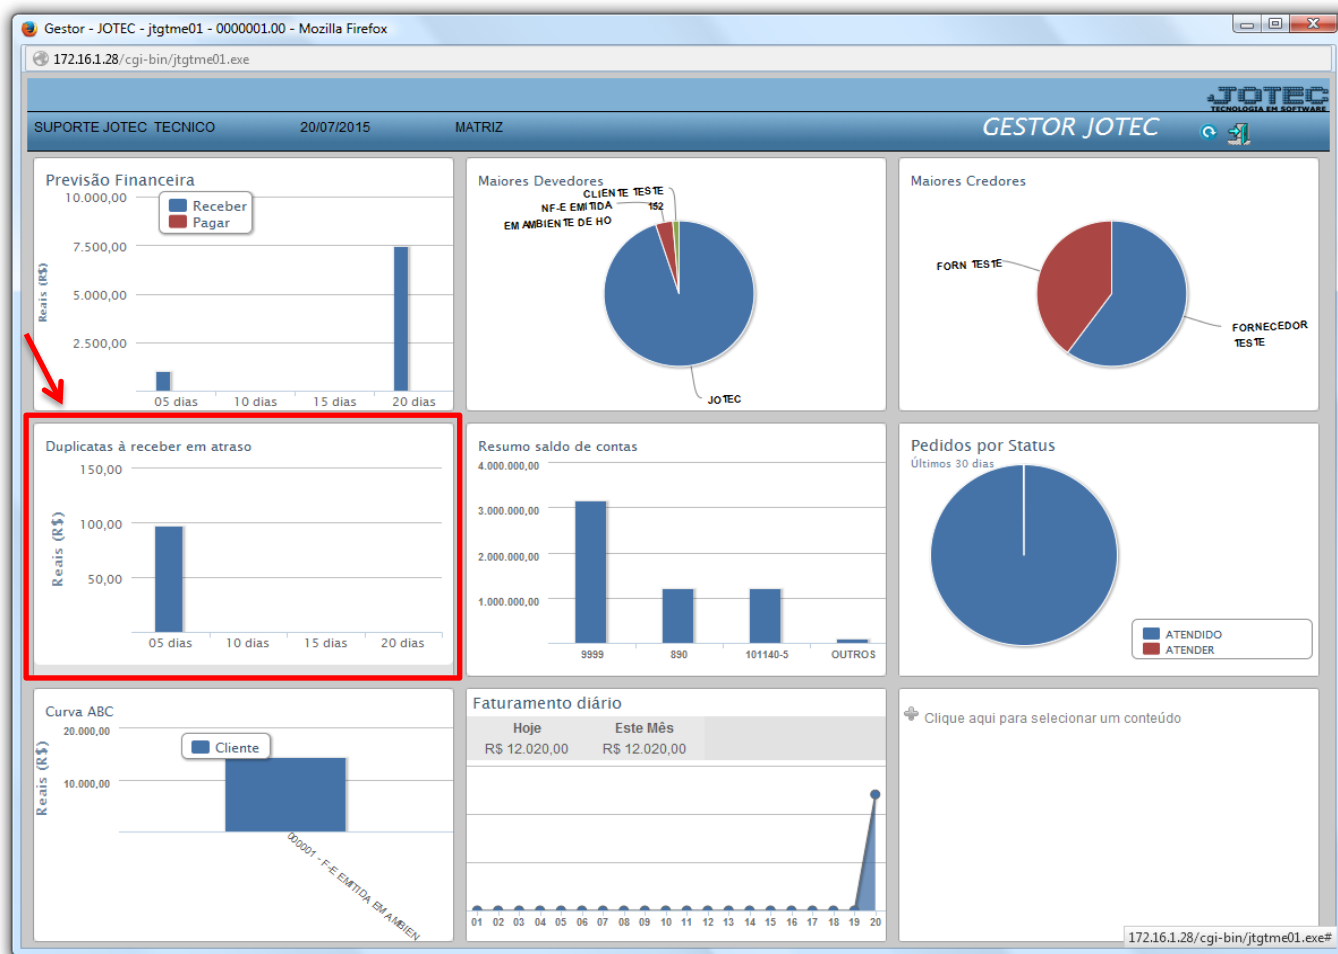 Gestor - JOTEC - jtgtme01 - 0000001.00 - Mozilla Firefox
172.16.1.28/cgi-bin/jtgtme01.exe
JOTEC
TECNOLOGIA EM SOFTWARE
SUPORTE JOTEC TECNICO 20/07/2015 MATRIZ GESTOR JOTEC
Previsão Financeira
Receber
Pagar
10.000,00
7.500,00
5.000,00
2.500,00
Reais (R$)
05 dias 10 dias 15 dias 20 dias
Maiores Devedores
CLIENTE TESTE
152
NF-E EMITIDA
EM AMBIENTE DE HO
JOTEC
Maiores Credores
FORN TESTE
FORNECEDOR
TESTE
Duplicatas à receber em atraso
150,00
100,00
50,00
Reais (R$)
05 dias 10 dias 15 dias 20 dias
Resumo saldo de contas
4.000.000,00
3.000.000,00
2.000.000,00
1.000.000,00
9999 890 101140-5 OUTROS
Pedidos por Status
Últimos 30 dias
ATENDIDO
ATENDER
Curva ABC
20.000,00
10.000,00
Reais (R$)
Cliente
000001 - F-E EMITIDA EM AMBIEN
Faturamento diário
Hoje Este Mês
R$ 12.020,00 R$ 12.020,00
01 02 03 04 05 06 07 08 09 10 11 12 13 14 15 16 17 18 19 20
Clique aqui para selecionar um conteúdo
172.16.1.28/cgi-bin/jtgtme01.exe#